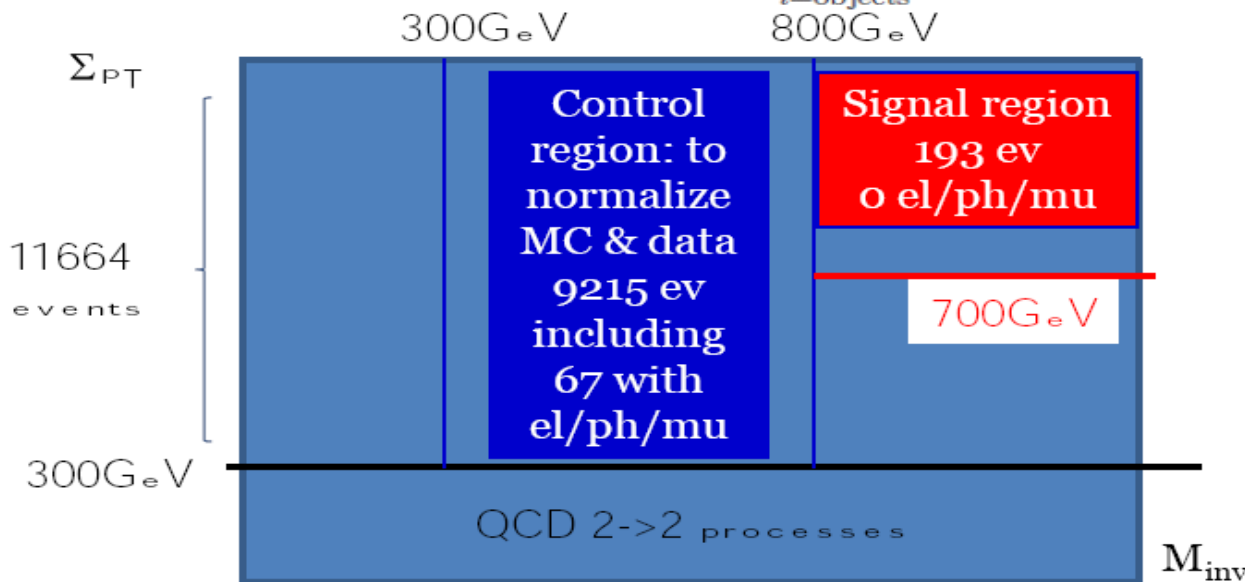 i=objects
300GeV 800GeV
ΣPT
Control
region: to
normalize
MC & data
9215 ev
including
67 with
el/ph/mu
Signal region
193 ev
0 el/ph/mu
11664
events
700GeV
300GeV
QCD 2->2 processes
Minv